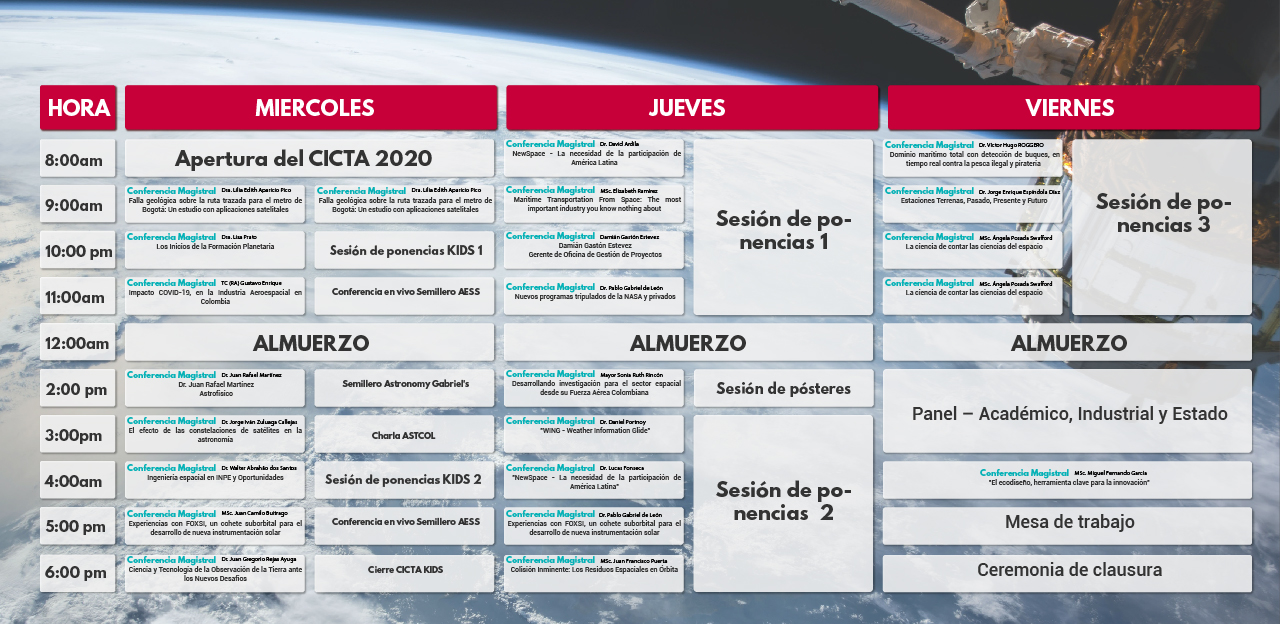 HORA MIERCOLES JUEVES VIERNES
8:00am
Apertura del CICTA 2020
Conferencia Magistral Dr. David Ardila
NewSpace - La necesidad de la participación de
América Latina
Sesión de po-
nencias 1
Conferencia Magistral Dr. Víctor Hugo ROGGERO
Dominio marítimo total con detección de buques, en
tiempo real contra la pesca ilegal y piratería
Sesión de po-
nencias 3
9:00am
Conferencia Magistral Dra. Lilia Edith Aparicio Pico
Falla geológica sobre la ruta trazada para el metro de
Bogotá: Un estudio con aplicaciones satelitales
Conferencia Magistral Dra. Lilia Edith Aparicio Pico
Falla geológica sobre la ruta trazada para el metro de
Bogotá: Un estudio con aplicaciones satelitales
Conferencia Magistral MSc. Elizabeth Ramírez
Maritime Transportation From Space: The most
important industry you know nothing about
Conferencia Magistral Dr. Jorge Enrique Espíndola Díaz
Estaciones Terrenas, Pasado, Presente y Futuro
10:00 pm
Conferencia Magistral Dra. Lisa Prato
Los Inicios de la Formación Planetaria
Sesión de ponencias KIDS 1
Conferencia Magistral Damián Gastón Estevez
Damián Gastón Estevez
Gerente de Oficina de Gestión de Proyectos
Conferencia Magistral MSc. Ángela Posada Swafford
La ciencia de contar las ciencias del espacio
11:00am
Conferencia Magistral TC (RA) Gustavo Enrique
Impacto COVID-19, en la Industria Aeroespacial en
Colombia
Conferencia en vivo Semillero AESS
Conferencia Magistral Dr. Pablo Gabriel de León
Nuevos programas tripulados de la NASA y privados
Conferencia Magistral MSc. Ángela Posada Swafford
La ciencia de contar las ciencias del espacio
12:00am
ALMUERZO
ALMUERZO
ALMUERZO
2:00 pm
Conferencia Magistral Dr. Juan Rafael Martínez
Dr. Juan Rafael Martínez
Astrofísico
Semillero Astronomy Gabriel's
Conferencia Magistral Mayor Sonia Ruth Rincón
Desarrollando investigación para el sector espacial
desde su Fuerza Aérea Colombiana
Sesión de pósteres
Panel – Académico, Industrial y Estado
3:00pm
Conferencia Magistral Dr. Jorge Iván Zuluaga Callejas
El efecto de las constelaciones de satélites en la
astronomía
Charla ASTCOL
Conferencia Magistral Dr. Daniel Portnoy
"WING - Weather Information Glide"
Sesión de po-
nencias 2
4:00am
Conferencia Magistral Dr. Walter Abrahão dos Santos
Ingeniería espacial en INPE y Oportunidades
Sesión de ponencias KIDS 2
Conferencia Magistral Dr. Lucas Fonseca
"NewSpace - La necesidad de la participación de
América Latina"
Conferencia Magistral MSc. Miguel Fernando García
"El ecodiseño, herramienta clave para la innovación"
5:00 pm
Conferencia Magistral MSc. Juan Camilo Buitrago
Experiencias con FOXSI, un cohete suborbital para el
desarrollo de nueva instrumentación solar
Conferencia en vivo Semillero AESS
Conferencia Magistral Dr. Pablo Gabriel de León
Experiencias con FOXSI, un cohete suborbital para el
desarrollo de nueva instrumentación solar
Mesa de trabajo
6:00 pm
Conferencia Magistral Dr. Juan Gregorio Rejas Ayuga
Ciencia y Tecnología de la Observación de la Tierra ante
los Nuevos Desafíos
Cierre CICTA KIDS
Conferencia Magistral MSc. Juan Francisco Puerta
Colisión Inminente: Los Residuos Espaciales en Órbita
Ceremonia de clausura